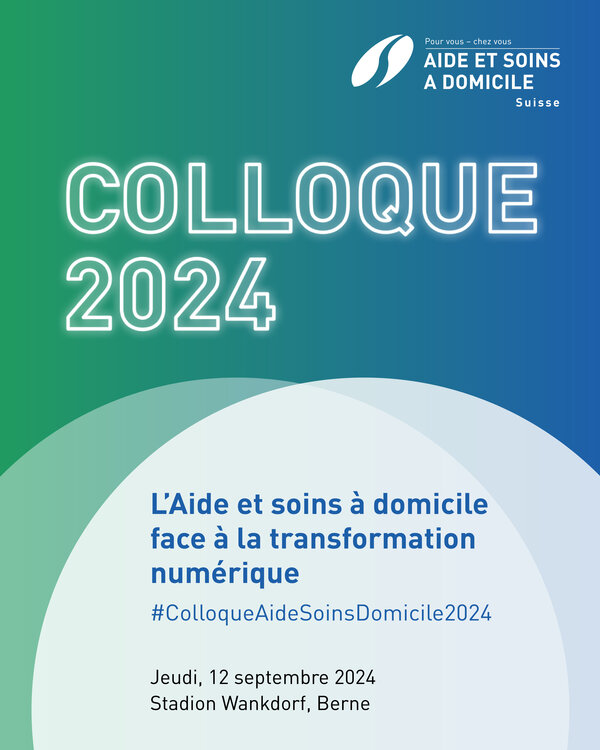 Pour vous – chez vous
AIDE ET SOINS
A DOMICILE
Suisse
COLLOQUE
2024
L’Aide et soins à domicile
face à la transformation
numérique
#ColloqueAideSoinsDomicile2024
Jeudi, 12 septembre 2024
Stadion Wankdorf, Berne